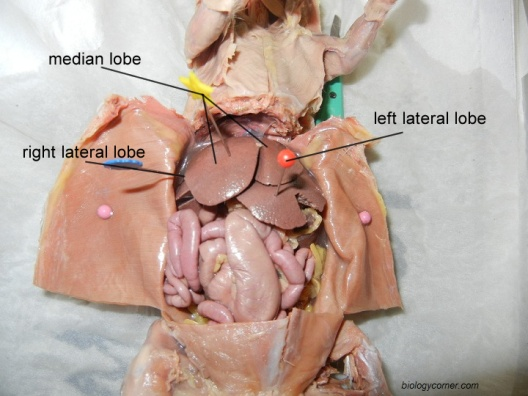 median lobe
left lateral lobe
right lateral lobe
biologycorner.com